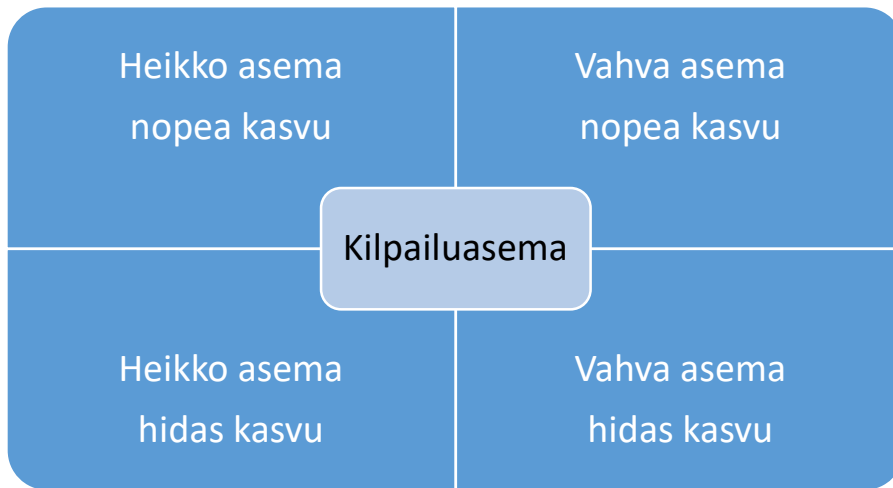 Heikko asema
nopea kasvu
Vahva asema
nopea kasvu
Kilpailuasema
Heikko asema
hidas kasvu
Vahva asema
hidas kasvu